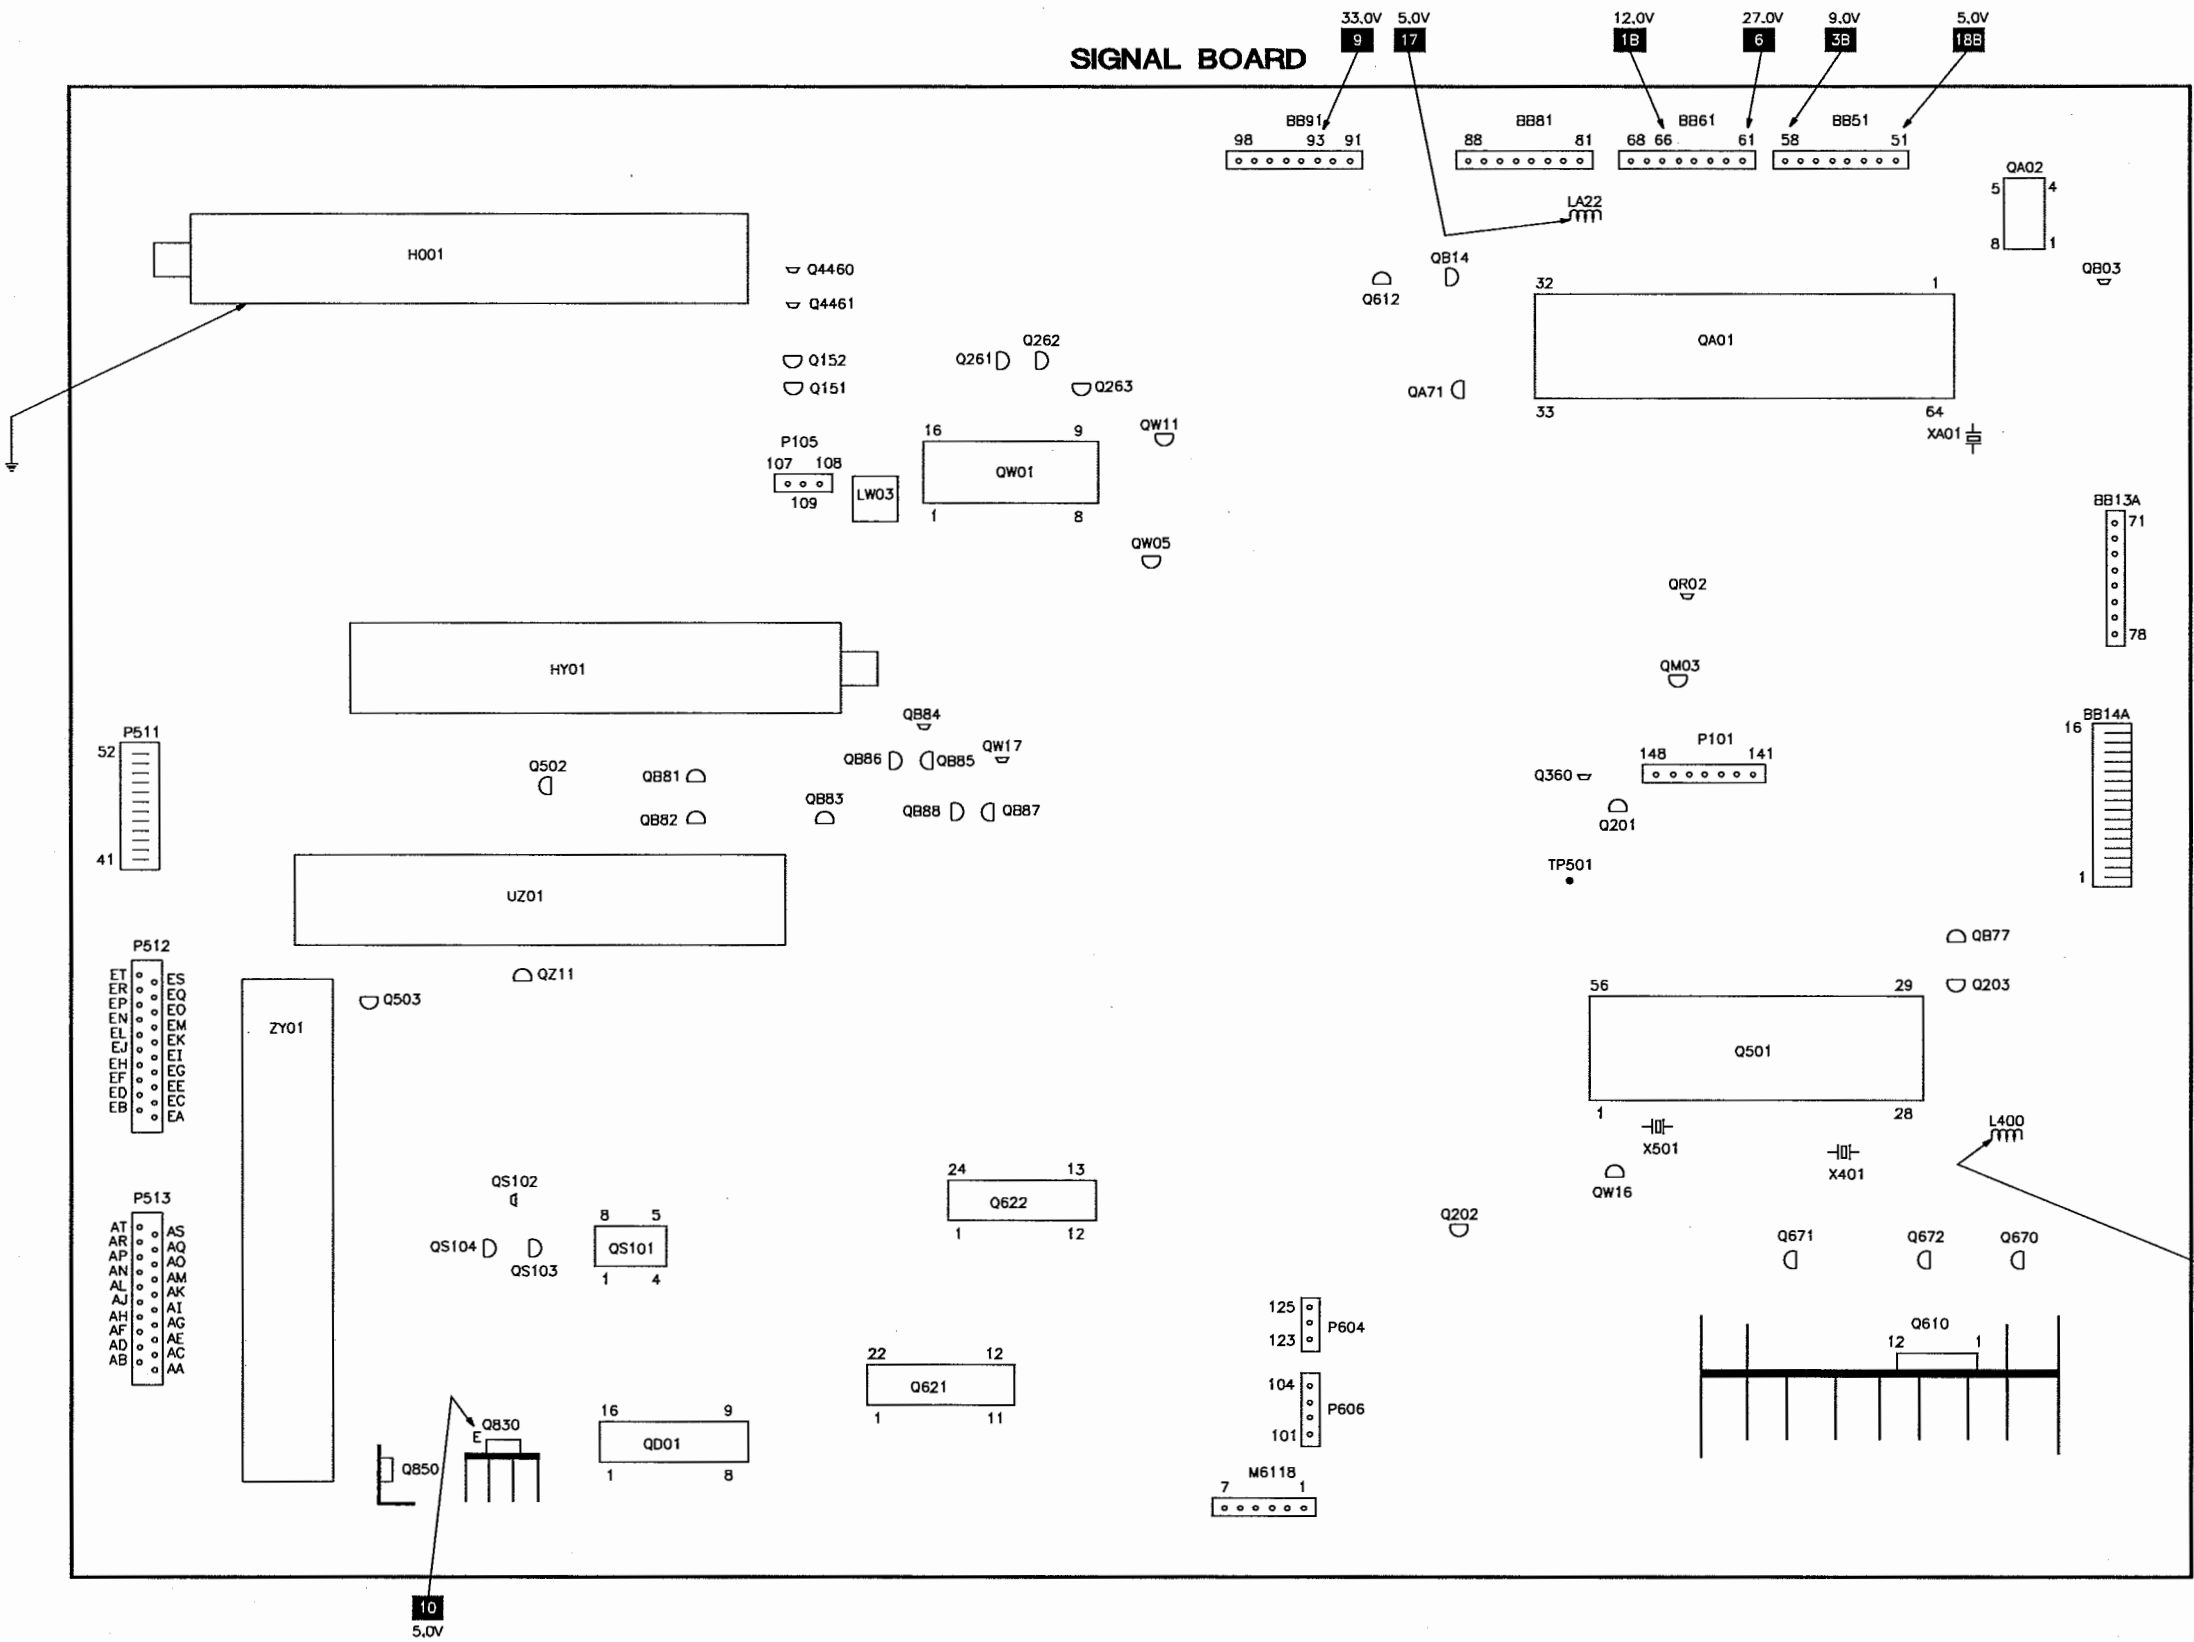 33.0V 5.0V 12.0V 27.0V 9.0V 5.0V
9 17 1B 6 3B 18B
SIGNAL BOARD
BB91 BB81 BB61 BB51
98 93 91 88 81 68 66 61 58 51
QA02
5 4
8 1
LA22
H001
Q4460
Q4461
QB14
Q612
QB03
32 1
QA01
33 64
Q152
Q151
Q261
Q262
Q263
QA71
XA01
QW11
P105
107 108
109
LW03
16 9
QW01
1 8
BB13A
71
78
QW05
QR02
HY01
QM03
QB84
QB86
QB85
QW17
P511
52
41
Q502
QB81
QB82
QB83
QB88
QB87
P101
148 141
Q360
Q201
BB14A
16
1
TP501
UZ01
QB77
Q203
P512
ET ES
ER EQ
EP EO
EN EM
EL EK
EJ EI
EH EG
EF EE
ED EC
EB EA
QZ11
Q503
ZY01
56 29
Q501
1 28
X501
X401
L400
QW16
P513
AT AS
AR AQ
AP AO
AN AM
AL AK
AJ AI
AH AG
AF AE
AD AC
AB AA
QS102
QS104
QS103
8 5
QS101
1 4
24 13
Q622
1 12
Q202
Q671
Q672
Q670
125
123
P604
Q610
12 1
22 12
Q621
1 11
104
101
P606
E
Q830
Q850
16 9
QD01
1 8
M6118
7 1
10
5.0V